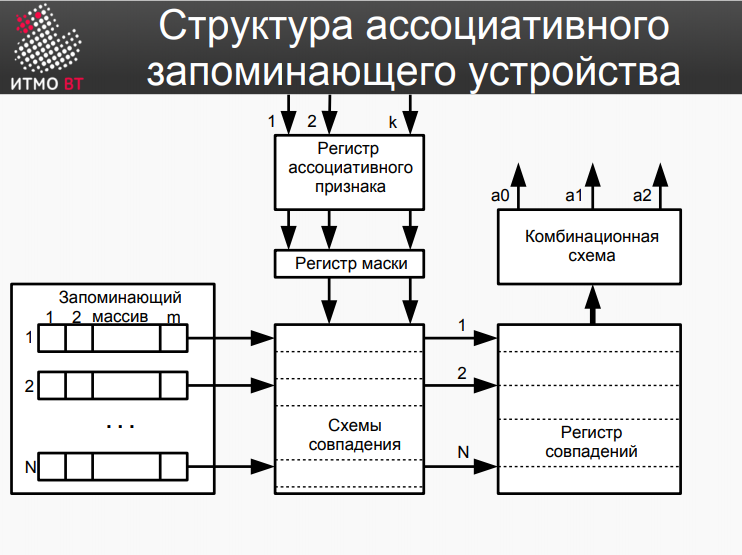 Структура ассоциативного
запоминающего устройства
ИТМО ВТ
1 2 k
Регистр
ассоциативного
признака
Регистр маски
a0 a1 a2
Комбинационная
схема
Запоминающий
массив
1 2 m
1
2
. . .
N
Схемы
совпадения
1
2
N
Регистр
совпадений